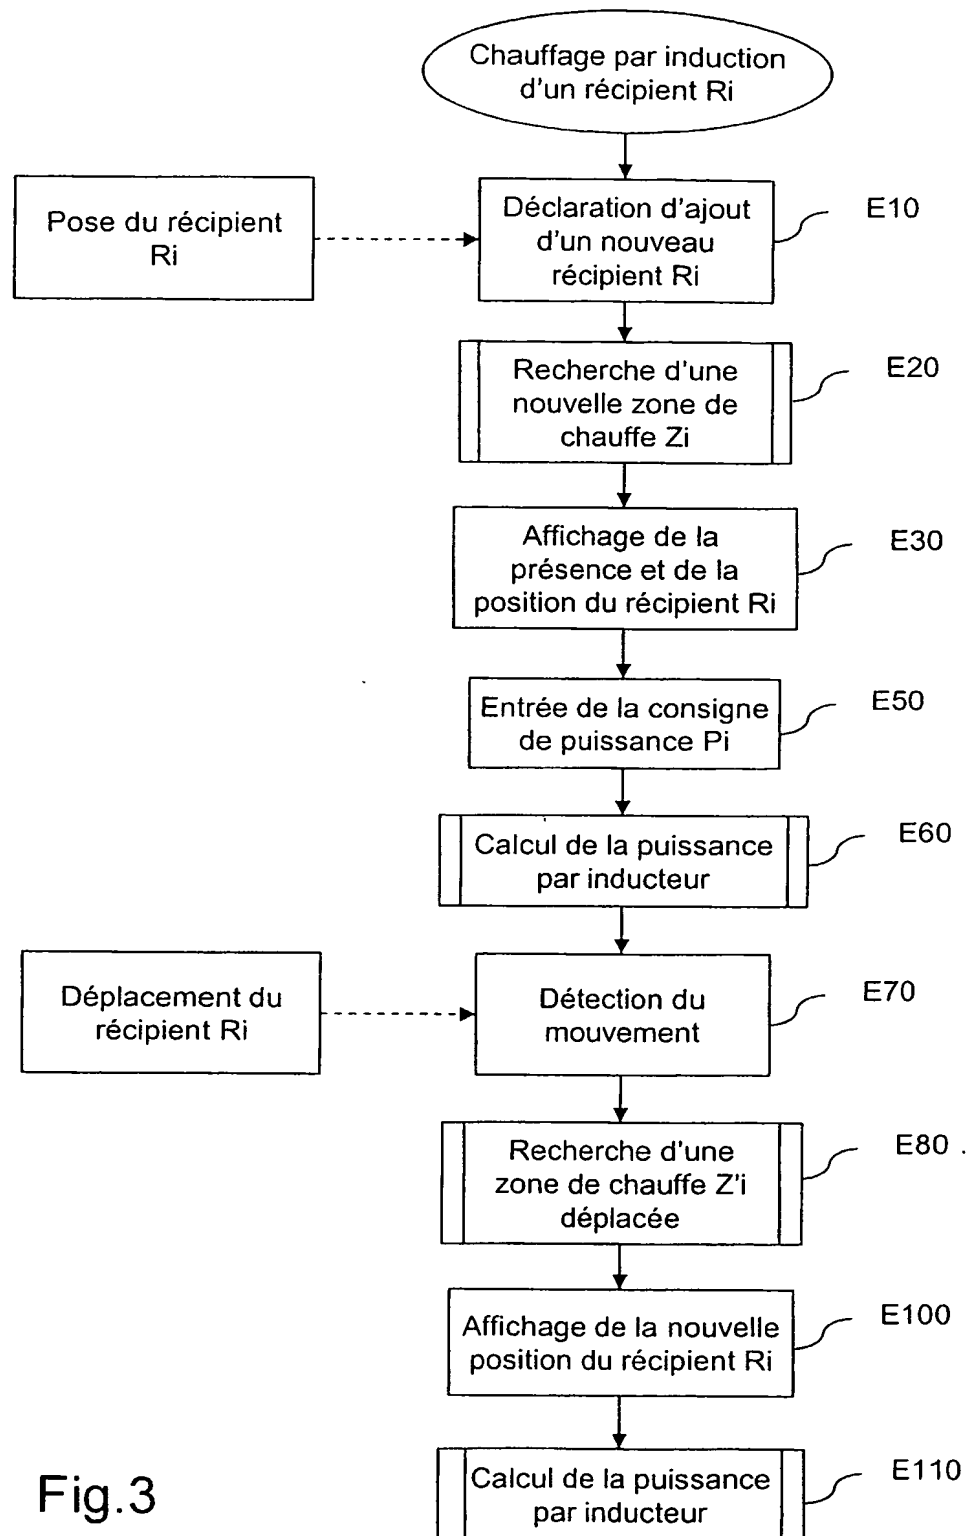 Chauffage par induction
d'un récipient Ri
Pose du récipient
Ri
Déclaration d'ajout
d'un nouveau
récipient Ri
E10
Recherche d'une
nouvelle zone de
chauffe Zi
E20
Affichage de la
présence et de la
position du récipient Ri
E30
Entrée de la consigne
de puissance Pi
E50
Calcul de la puissance
par inducteur
E60
Déplacement du
récipient Ri
Détection du
mouvement
E70
Recherche d'une
zone de chauffe Z'i
déplacée
E80
Affichage de la nouvelle
position du récipient Ri
E100
Calcul de la puissance
par inducteur
E110
Fig.3